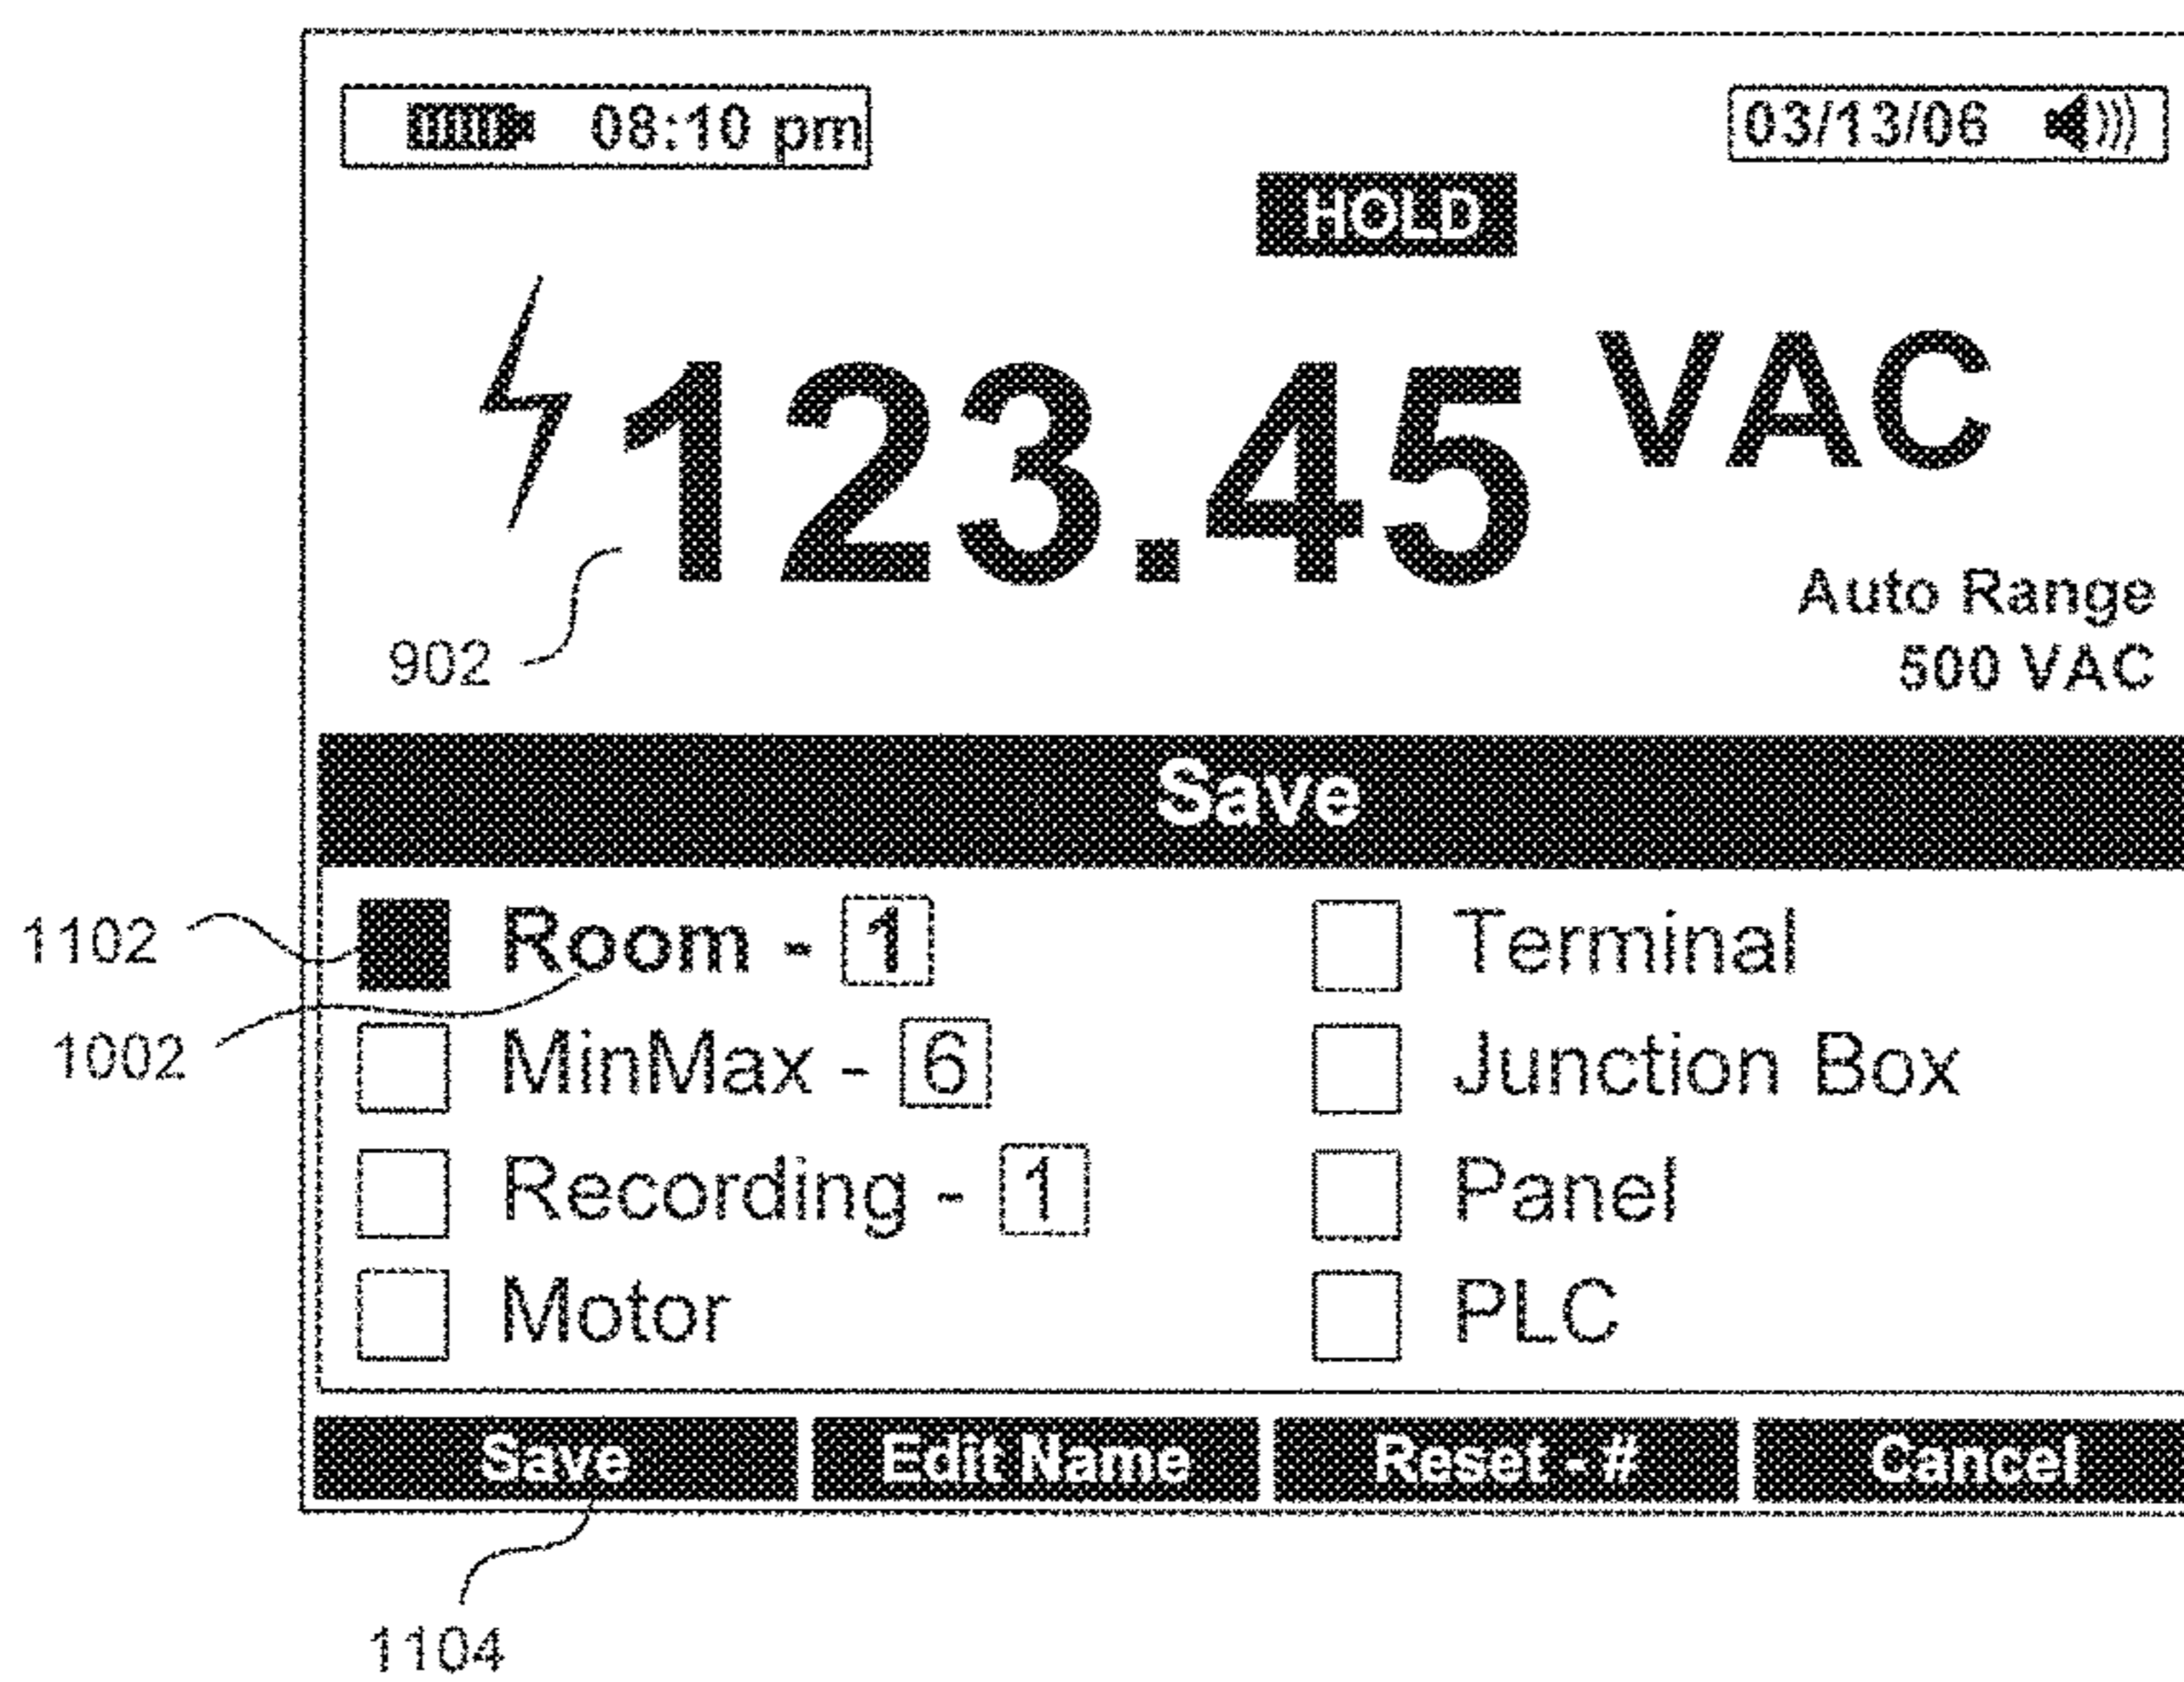 08:10 pm 03/13/06
HOLD
123.45 VAC
902
Auto Range
500 VAC
Save
1102 Room - 1 Terminal
1002 MinMax - 6 Junction Box
Recording - 1 Panel
Motor PLC
Save Edit Name Reset - # Cancel
1104